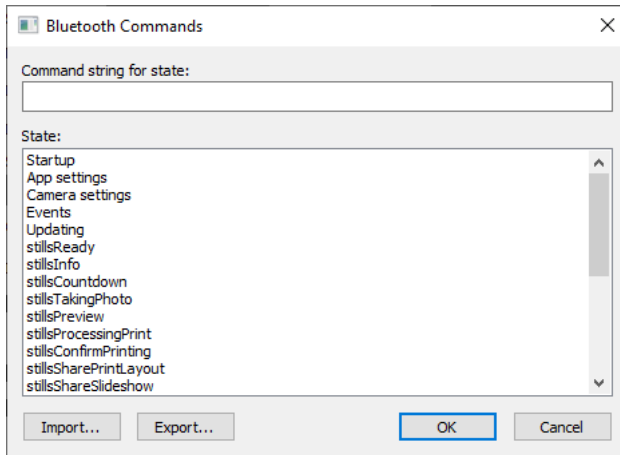 Bluetooth Commands
Command string for state:
State:
Startup
App settings
Camera settings
Events
Updating
stillsReady
stillsInfo
stillsCountdown
stillsTakingPhoto
stillsPreview
stillsProcessingPrint
stillsConfirmPrinting
stillsSharePrintLayout
stillsShareSlideshow
Import... Export... OK Cancel